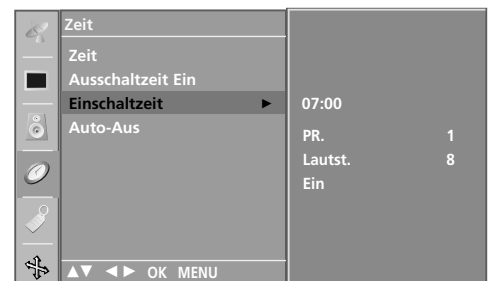 Zeit
Zeit
Ausschaltzeit Ein
Einschaltzeit ►
Auto-Aus
07:00
PR. 1
Lautst. 8
Ein
▲▼ ◄► OK MENU